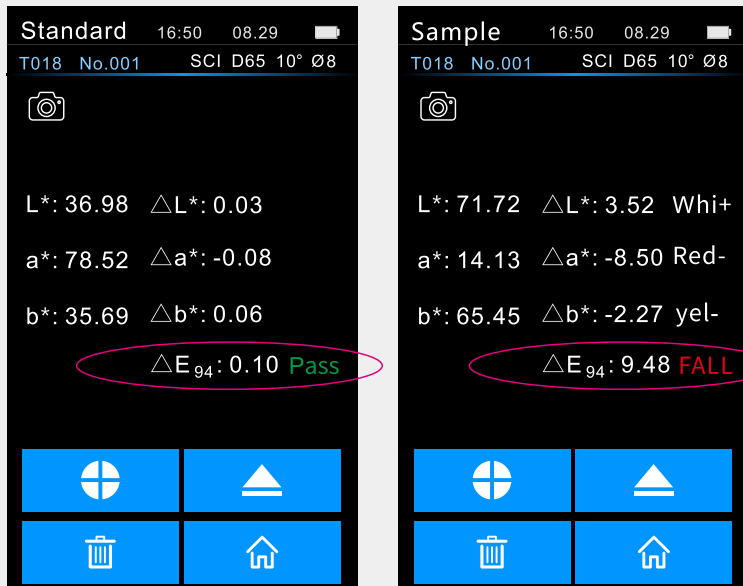 Standard 16:50 08.29
T018 No.001 SCI D65 10° Ø8
L*: 36.98 △L*: 0.03
a*: 78.52 △a*: -0.08
b*: 35.69 △b*: 0.06
△E94: 0.10 Pass
Sample 16:50 08.29
T018 No.001 SCI D65 10° Ø8
L*: 71.72 △L*: 3.52 Whi+
a*: 14.13 △a*: -8.50 Red-
b*: 65.45 △b*: -2.27 yel-
△E94: 9.48 FALL